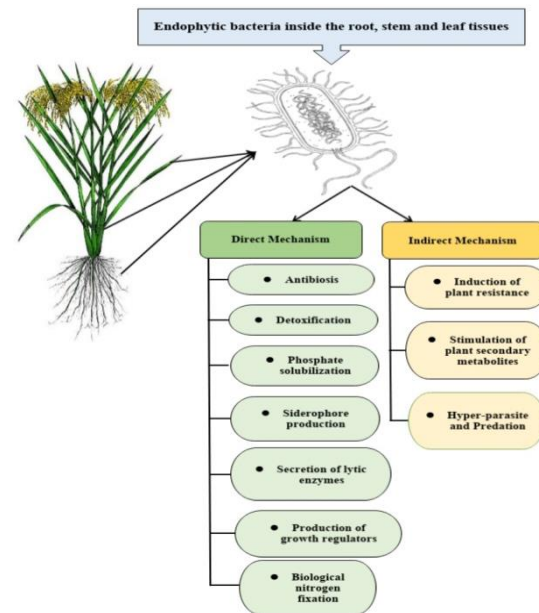 Endophytic bacteria inside the root, stem and leaf tissues
Direct Mechanism
• Antibiosis
• Detoxification
• Phosphate
solubilization
• Siderophore
production
• Secretion of lytic
enzymes
• Production of
growth regulators
• Biological
nitrogen
fixation
Indirect Mechanism
• Induction of
plant resistance
• Stimulation of
plant secondary
metabolites
• Hyper-parasite
and Predation